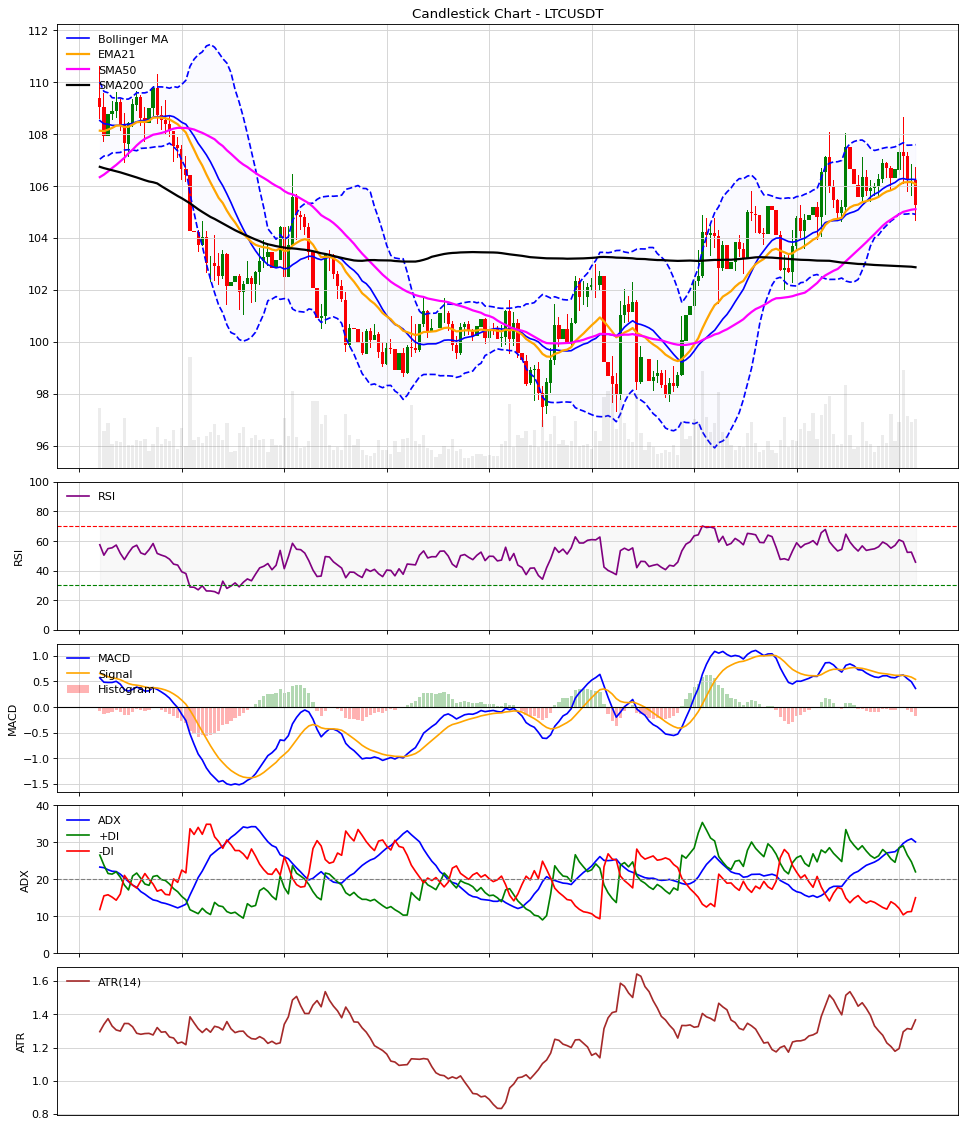 Candlestick Chart - LTCUSDT
112
110
108
106
104
102
100
98
96
Bollinger MA
EMA21
SMA50
SMA200
100
80
60
40
20
0
RSI
RSI
1.0
0.5
0.0
−0.5
−1.0
−1.5
MACD
MACD
Signal
Histogram
40
30
20
10
0
ADX
ADX
+DI
-DI
1.6
1.4
1.2
1.0
0.8
ATR
ATR(14)